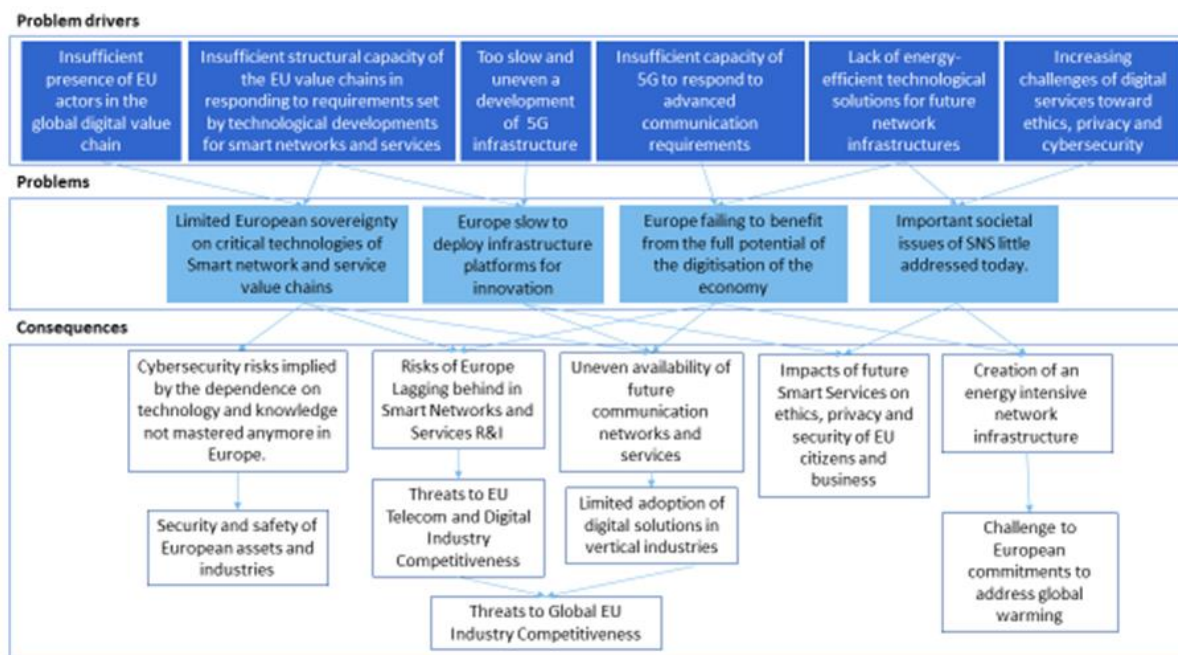 Problem drivers
Insufficient
presence of EU
actors in the
global digital value
chain
Insufficient structural capacity of
the EU value chains in
responding to requirements set
by technological developments
for smart networks and services
Too slow and
uneven a
development
of 5G
infrastructure
Insufficient capacity of
5G to respond to
advanced
communication
requirements
Lack of energy-
efficient technological
solutions for future
network
infrastructures
Increasing
challenges of digital
services toward
ethics, privacy and
cybersecurity
Problems
Limited European sovereignty
on critical technologies of
Smart network and service
value chains
Europe slow to
deploy infrastructure
platforms for
innovation
Europe failing to benefit
from the full potential of
the digitisation of the
economy
Important societal
issues of SNS little
addressed today.
Consequences
Cybersecurity risks implied
by the dependence on
technology and knowledge
not mastered anymore in
Europe.
Risks of Europe
Lagging behind in
Smart Networks and
Services R&I
Uneven availability of
future
communication
networks and
services
Impacts of future
Smart Services on
ethics, privacy and
security of EU
citizens and
business
Creation of an
energy intensive
network
infrastructure
Security and safety of
European assets and
industries
Threats to EU
Telecom and Digital
Industry
Competitiveness
Limited adoption of
digital solutions in
vertical industries
Challenge to
European
commitments to
address global
warming
Threats to Global EU
Industry Competitiveness